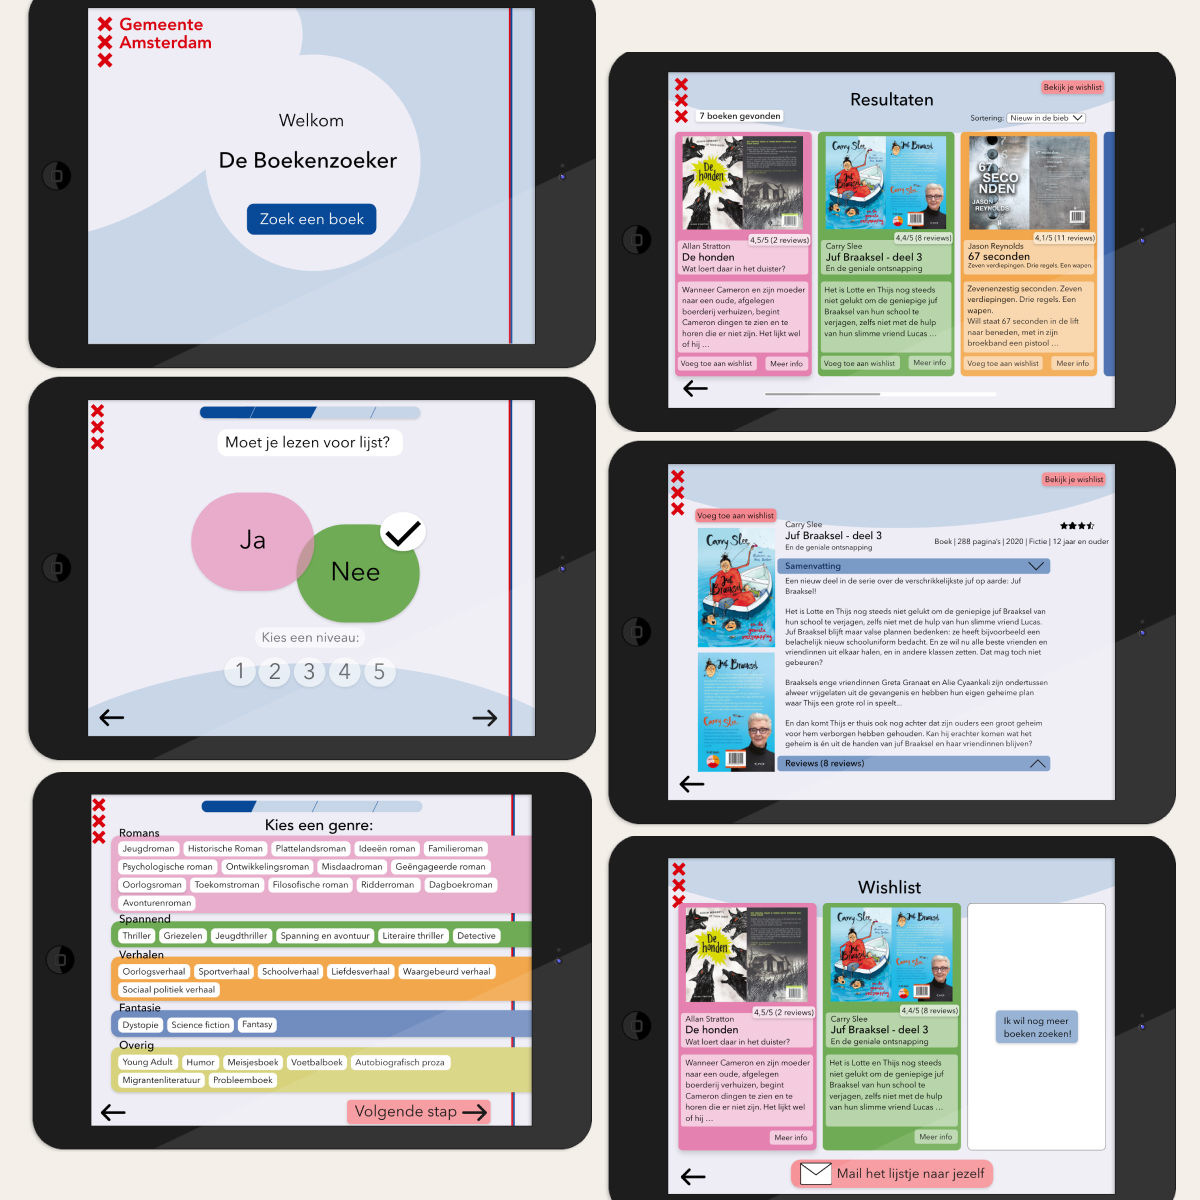 Gemeente
Amsterdam
Welkom
De Boekenzoeker
Zoek een boek
Moet je lezen voor lijst?
Ja
Nee
Kies een niveau:
1 2 3 4 5
Kies een genre:
Romans
Jeugdroman Historische Roman Plattelandsroman Ideeën roman Familieroman
Psychologische roman Ontwikkelingsroman Misdaadroman Geëngageerde roman
Oorlogsroman Toekomstroman Filosofische roman Ridderroman Dagboekroman
Avonturenroman
Spannend
Thriller Griezelen Jeugdthriller Spanning en avontuur Literaire thriller Detective
Verhalen
Oorlogsverhaal Sportverhaal Schoolverhaal Liefdesverhaal Waargebeurd verhaal
Sociaal politiek verhaal
Fantasie
Dystopie Science fiction Fantasy
Overig
Young Adult Humor Meisjesboek Voetbalboek Autobiografisch proza
Migrantenliteratuur Probleemboek
Volgende stap
Bekijk je wishlist
Resultaten
7 boeken gevonden
Sortering: Nieuw in de bieb
De
honden
4,5/5 (2 reviews)
Allan Stratton
De honden
Wat loert daar in het duister?
Wanneer Cameron en zijn moeder
naar een oude, afgelegen
boerderij verhuizen, begint
Cameron dingen te zien en te
horen die er niet zijn. Het lijkt wel
of hij ...
Voeg toe aan wishlist Meer info
Carry Slee
Juf Braaksel
Carry Slee
4,4/5 (8 reviews)
Carry Slee
Juf Braaksel - deel 3
En de geniale ontsnapping
Het is Lotte en Thijs nog steeds
niet gelukt om de geniepige juf
Braaksel van hun school te
verjagen, zelfs niet met de hulp
van hun slimme vriend Lucas ...
Voeg toe aan wishlist Meer info
67
SECO
NDEN
JASON
REYNOLDS
4,1/5 (11 reviews)
Jason Reynolds
67 seconden
Zeven verdiepingen. Drie regels. Een wapen.
Zevenenzestig seconden. Zeven
verdiepingen. Drie regels. Een
wapen.
Will staat 67 seconden in de lift
naar beneden, met in zijn
broekband een pistool ...
Voeg toe aan wishlist Meer info
Bekijk je wishlist
Voeg toe aan wishlist
Carry Slee
Juf Braaksel
en de
geniale
ontsnapping
Juf Braaksel
Carry Slee
Carry Slee
Juf Braaksel - deel 3
En de geniale ontsnapping
Boek | 288 pagina's | 2020 | Fictie | 12 jaar en ouder
Samenvatting
Een nieuw deel in de serie over de verschrikkelijkste juf op aarde: Juf
Braaksel!
Het is Lotte en Thijs nog steeds niet gelukt om de geniepige juf Braaksel van
hun school te verjagen, zelfs niet met de hulp van hun slimme vriend Lucas.
Juf Braaksel blijft maar valse plannen bedenken: ze heeft bijvoorbeeld een
belachelijk nieuw schooluniform bedacht. En ze wil nu alle beste vrienden en
vriendinnen uit elkaar halen, en in andere klassen zetten. Dat mag toch niet
gebeuren?
Braaksels enge vriendinnen Greta Granaat en Alie Cyaankali zijn ondertussen
alweer vrijgelaten uit de gevangenis en hebben hun eigen geheime plan
waar Thijs een grote rol in speelt...
En dan komt Thijs er thuis ook nog achter dat zijn ouders een groot geheim
voor hem verborgen hebben gehouden. Kan hij erachter komen wat het
geheim is én uit de handen van juf Braaksel en haar vriendinnen blijven?
Reviews (8 reviews)
Wishlist
De
honden
4,5/5 (2 reviews)
Allan Stratton
De honden
Wat loert daar in het duister?
Wanneer Cameron en zijn moeder
naar een oude, afgelegen
boerderij verhuizen, begint
Cameron dingen te zien en te
horen die er niet zijn. Het lijkt wel
of hij ...
Meer info
Carry Slee
Juf Braaksel
Carry Slee
4,4/5 (8 reviews)
Carry Slee
Juf Braaksel - deel 3
En de geniale ontsnapping
Het is Lotte en Thijs nog steeds
niet gelukt om de geniepige juf
Braaksel van hun school te
verjagen, zelfs niet met de hulp
van hun slimme vriend Lucas ...
Meer info
Ik wil nog meer
boeken zoeken!
Mail het lijstje naar jezelf